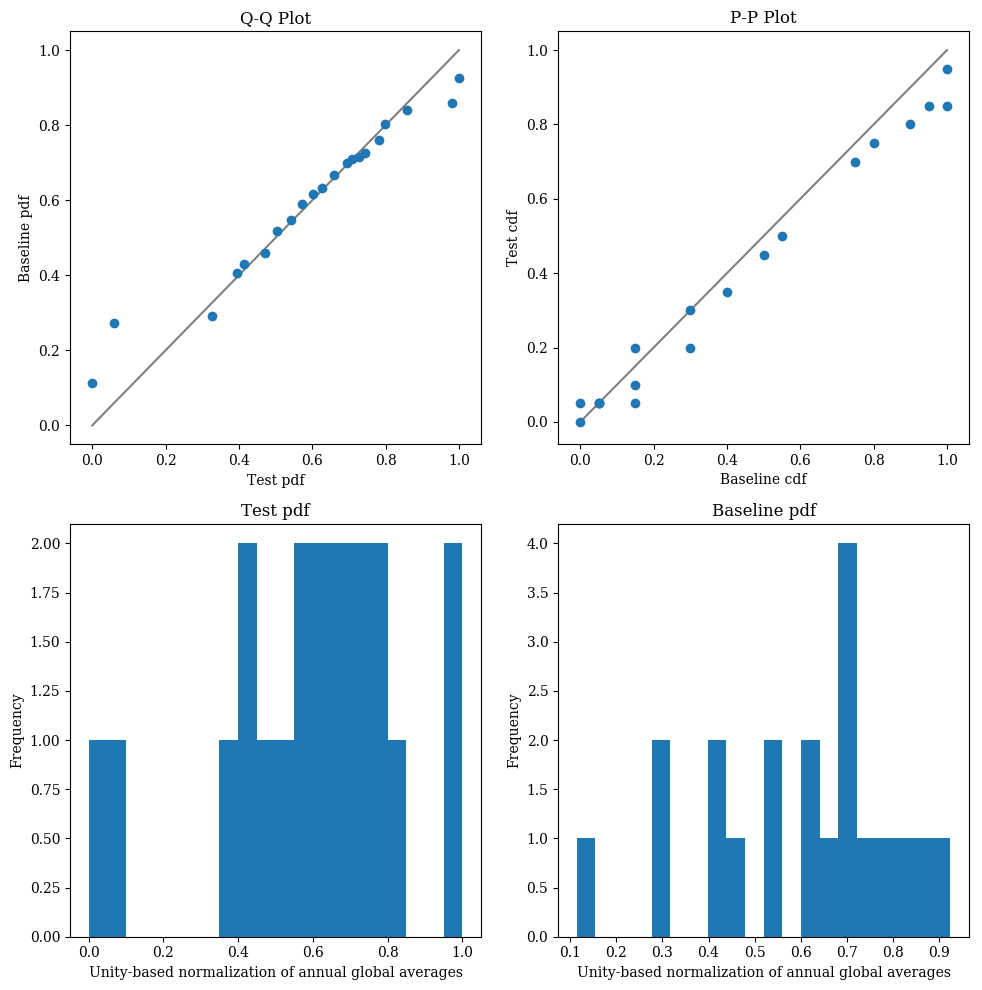 Q-Q Plot
1.0
0.8
0.6
0.4
0.2
0.0
Baseline pdf
0.0 0.2 0.4 0.6 0.8 1.0
Test pdf
P-P Plot
1.0
0.8
0.6
0.4
0.2
0.0
Test cdf
0.0 0.2 0.4 0.6 0.8 1.0
Baseline cdf
Test pdf
2.00
1.75
1.50
1.25
1.00
0.75
0.50
0.25
0.00
Frequency
0.0 0.2 0.4 0.6 0.8 1.0
Unity-based normalization of annual global averages
Baseline pdf
4.0
3.5
3.0
2.5
2.0
1.5
1.0
0.5
0.0
Frequency
0.1 0.2 0.3 0.4 0.5 0.6 0.7 0.8 0.9
Unity-based normalization of annual global averages